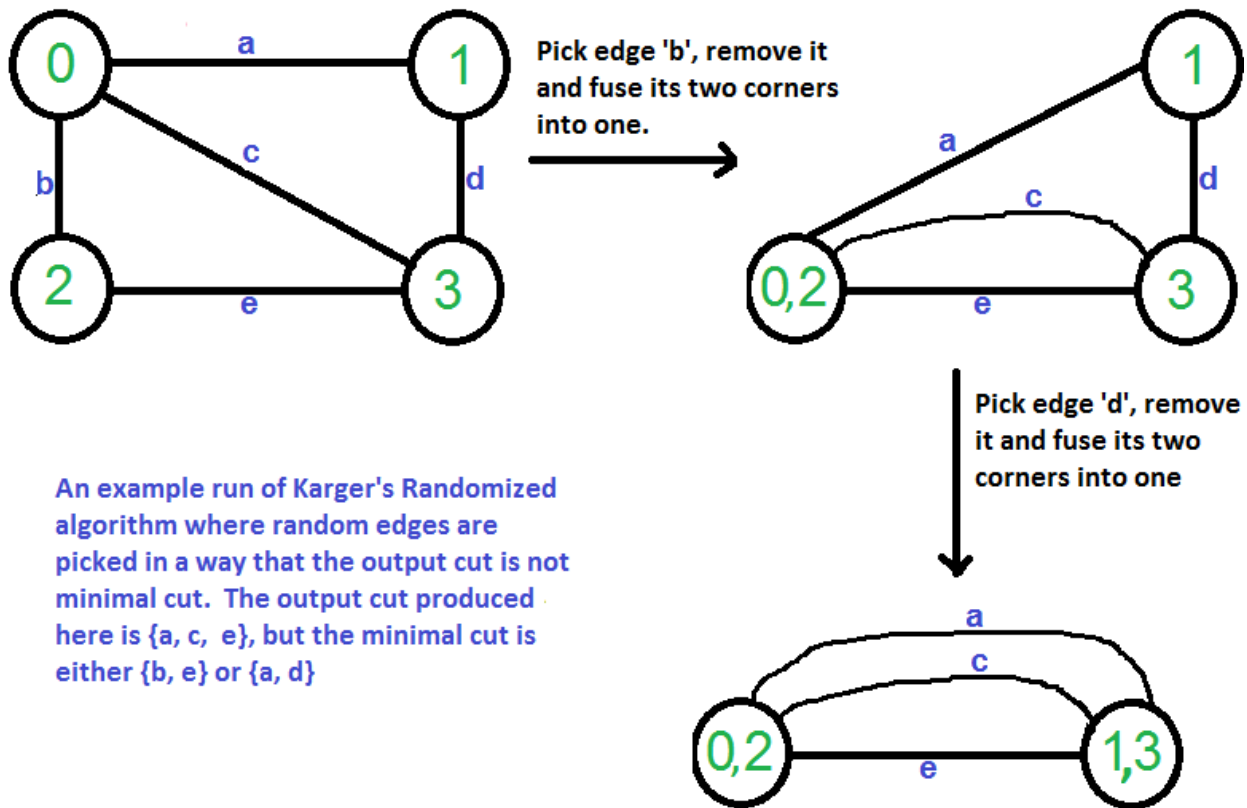 0
a
1
b
c
d
2
e
3
Pick edge 'b', remove it
and fuse its two corners
into one.
1
a
c
d
0,2
e
3
Pick edge 'd', remove
it and fuse its two
corners into one
An example run of Karger's Randomized
algorithm where random edges are
picked in a way that the output cut is not
minimal cut. The output cut produced
here is {a, c, e}, but the minimal cut is
either {b, e} or {a, d}
a
c
0,2
e
1,3